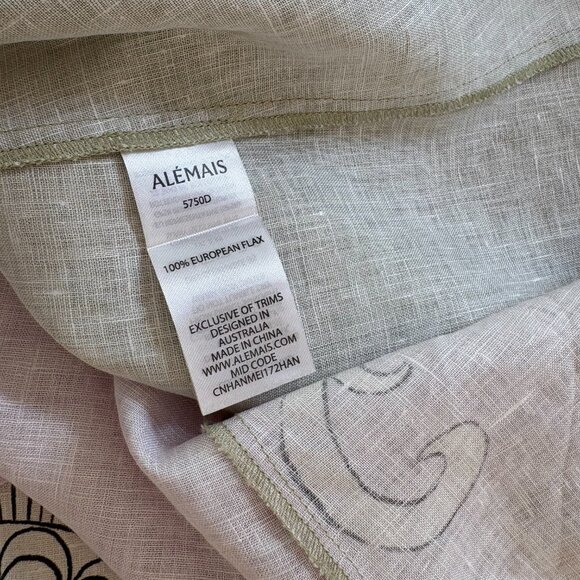 ALÉMAIS
5750D
100% EUROPEAN FLAX
EXCLUSIVE OF TRIMS
DESIGNED IN
AUSTRALIA
MADE IN CHINA
WWW.ALEMAIS.COM
MID CODE
CNHANMEI172HAN